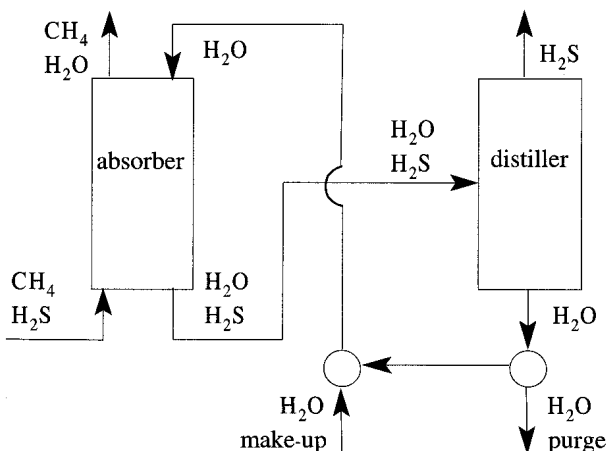 CH₄
H₂O
H₂O
H₂S
absorber
H₂O
H₂S
distiller
CH₄
H₂S
H₂O
H₂S
H₂O
H₂O
make-up
H₂O
purge